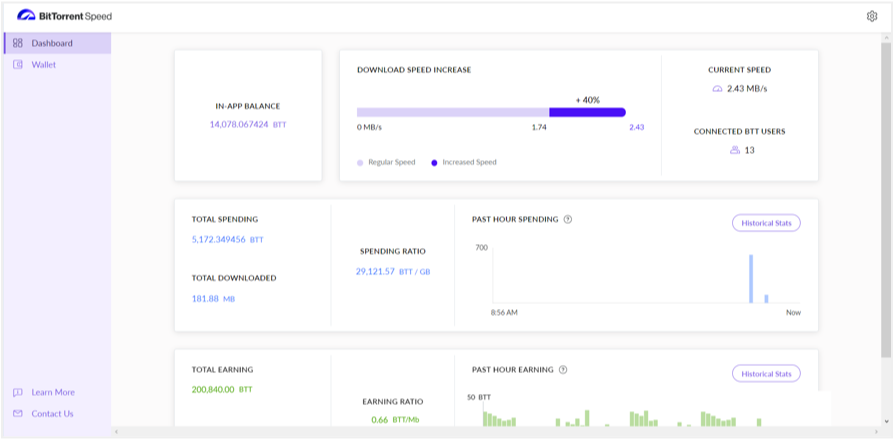 BitTorrent Speed
Dashboard
Wallet
IN-APP BALANCE
14,078.067424 BTT
DOWNLOAD SPEED INCREASE
+ 40%
0 MB/s 1.74 2.43
Regular Speed Increased Speed
CURRENT SPEED
2.43 MB/s
CONNECTED BTT USERS
13
TOTAL SPENDING
5,172.349456 BTT
TOTAL DOWNLOADED
181.88 MB
SPENDING RATIO
29,121.57 BTT / GB
PAST HOUR SPENDING ?
Historical Stats
700
8:56 AM Now
TOTAL EARNING
200,840.00 BTT
EARNING RATIO
0.66 BTT/Mb
PAST HOUR EARNING ?
Historical Stats
50 BTT
Learn More
Contact Us